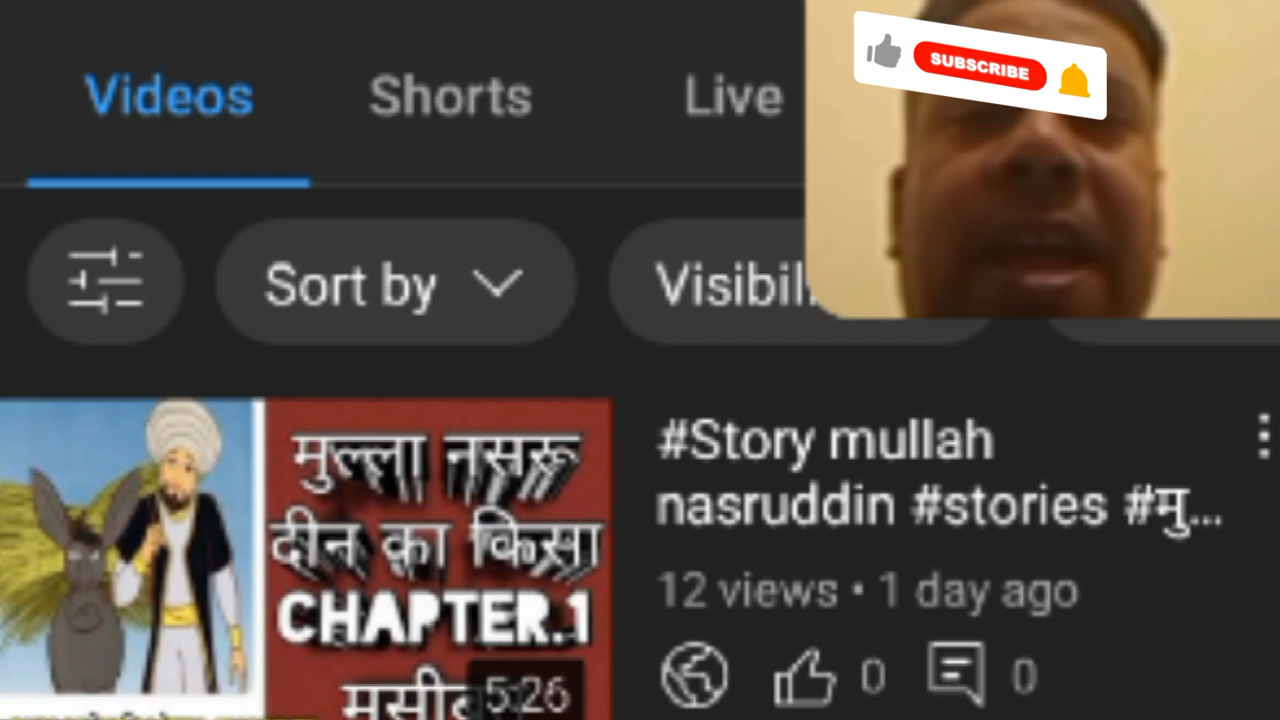 SUBSCRIBE
Videos Shorts Live
Sort by
#Story mullah
nasruddin #stories #मु...
12 views • 1 day ago
0 0
मुल्ला नसरू
दीन का किसा
CHAPTER.1
5:26